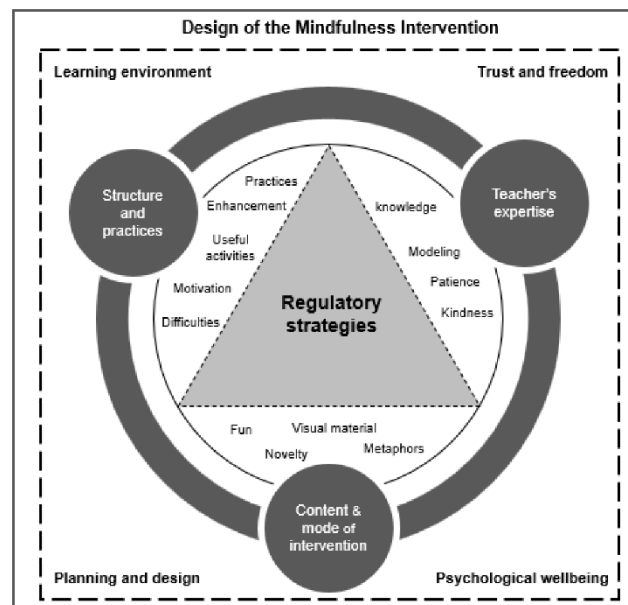 Design of the Mindfulness Intervention
Learning environment
Trust and freedom
Structure
and
practices
Teacher's
expertise
Practices
Enhancement
Useful
activities
Motivation
Difficulties
knowledge
Modeling
Patience
Kindness
Regulatory
strategies
Fun
Visual material
Novelty
Metaphors
Content &
mode of
intervention
Planning and design
Psychological wellbeing